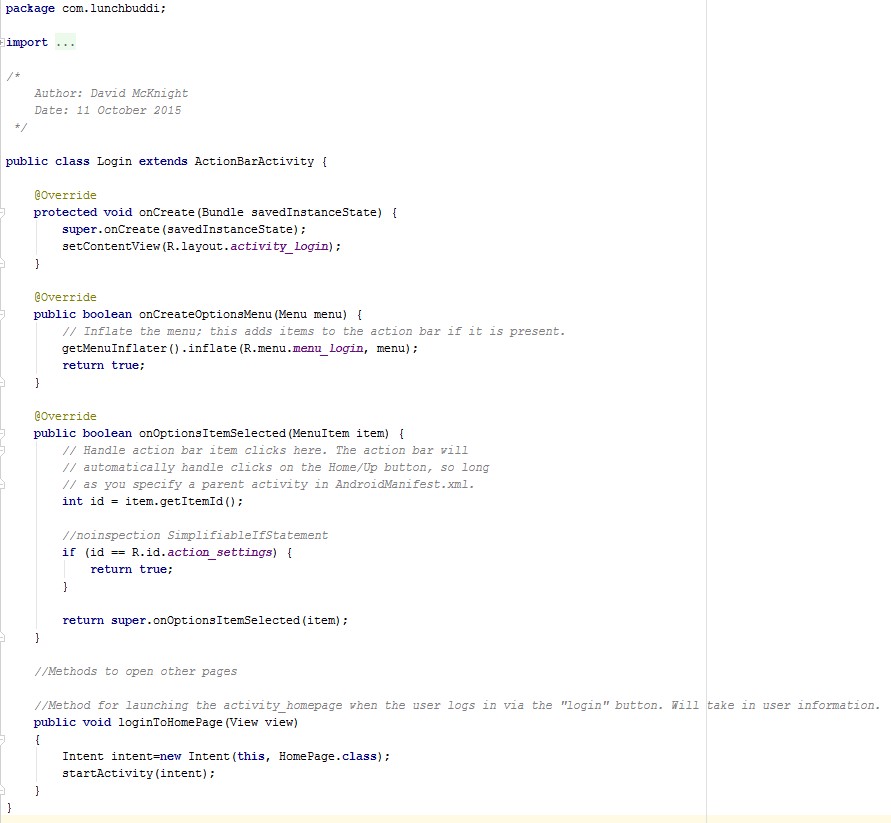 package com.lunchbuddi;
import ...
/*
    Author: David McKnight
    Date: 11 October 2015
 */
public class Login extends ActionBarActivity {
    @Override
    protected void onCreate(Bundle savedInstanceState) {
        super.onCreate(savedInstanceState);
        setContentView(R.layout.activity_login);
    }
    @Override
    public boolean onCreateOptionsMenu(Menu menu) {
        // Inflate the menu; this adds items to the action bar if it is present.
        getMenuInflater().inflate(R.menu.menu_login, menu);
        return true;
    }
    @Override
    public boolean onOptionsItemSelected(MenuItem item) {
        // Handle action bar item clicks here. The action bar will
        // automatically handle clicks on the Home/Up button, so long
        // as you specify a parent activity in AndroidManifest.xml.
        int id = item.getItemId();
        //noinspection SimplifiableIfStatement
        if (id == R.id.action_settings) {
            return true;
        }
        return super.onOptionsItemSelected(item);
    }
    //Methods to open other pages
    //Method for launching the activity_homepage when the user logs in via the "login" button. Will take in user information.
    public void loginToHomePage(View view)
    {
        Intent intent=new Intent(this, HomePage.class);
        startActivity(intent);
    }
}